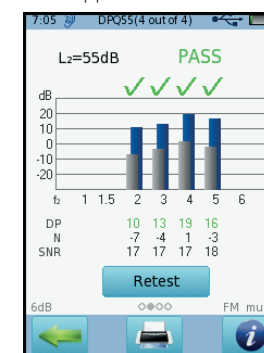 7:05 DPQ55(4 out of 4)
L₂=55dB PASS
dB
20
10
0
-10
-20
f₂ 1 1.5 2 3 4 5 6
DP 10 13 19 16
N -7 -4 1 -3
SNR 17 17 17 18
Retest
6dB FM mu